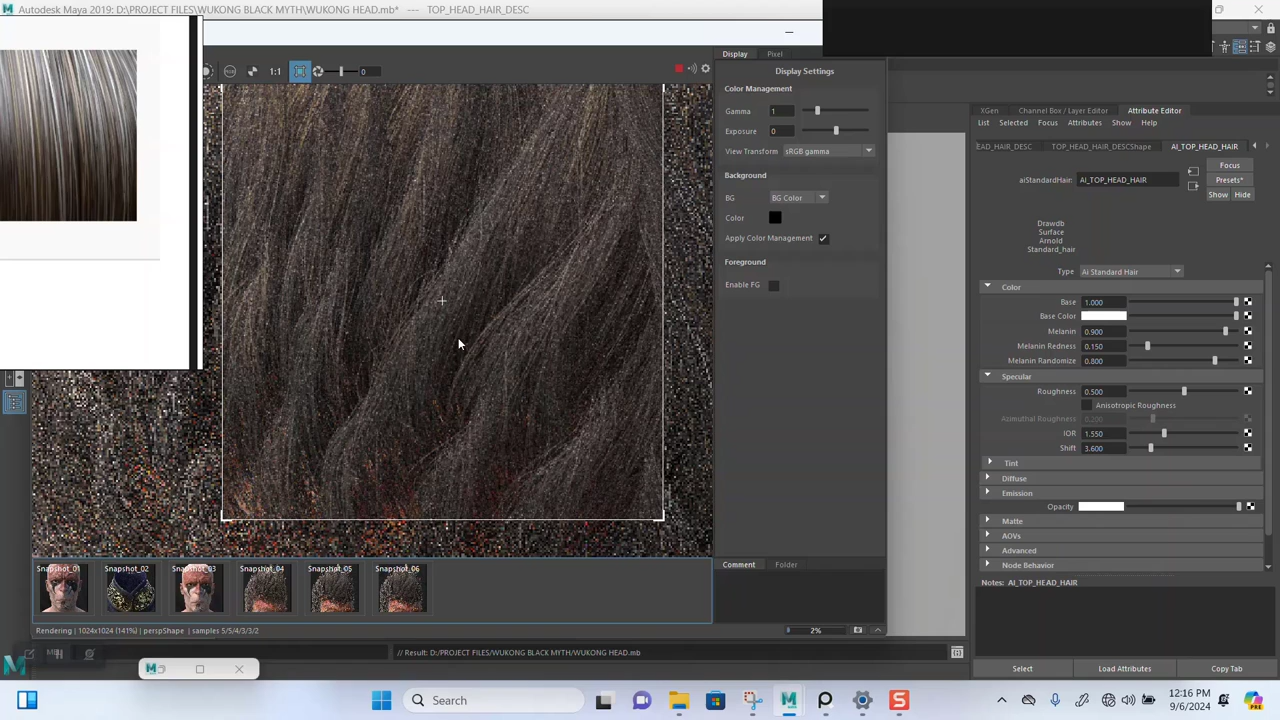 Autodesk Maya 2019: D:\PROJECT FILES\WUKONG BLACK MYTH\WUKONG HEAD.mb* --- TOP_HEAD_HAIR_DESC
1:1
0
Display
Pixel
Display Settings
Color Management
Gamma
1
Exposure
0
View Transform
sRGB gamma
Background
BG
BG Color
Color
Apply Color Management
Foreground
Enable FG
XGen
Channel Box / Layer Editor
Attribute Editor
List
Selected
Focus
Attributes
Show
Help
EAD_HAIR_DESC
TOP_HEAD_HAIR_DESCShape
AI_TOP_HEAD_HAIR
Focus
aiStandardHair:
AI_TOP_HEAD_HAIR
Presets*
Show
Hide
Drawdb
Surface
Arnold
Standard_hair
Type
Ai Standard Hair
Color
Base
1.000
Base Color
Melanin
0.900
Melanin Redness
0.150
Melanin Randomize
0.800
Specular
Roughness
0.500
Anisotropic Roughness
Azimuthal Roughness
0.200
IOR
1.550
Shift
3.600
Tint
Diffuse
Emission
Opacity
Matte
AOVs
Advanced
Node Behavior
Notes: AI_TOP_HEAD_HAIR
Select
Load Attributes
Copy Tab
Snapshot_01
Snapshot_02
Snapshot_03
Snapshot_04
Snapshot_05
Snapshot_06
Comment
Folder
Rendering | 1024x1024 (141%) | perspShape | samples 5/5/4/3/3/2
2%
// Result: D:/PROJECT FILES/WUKONG BLACK MYTH/WUKONG HEAD.mb
Search
12:16 PM
9/6/2024
PRE